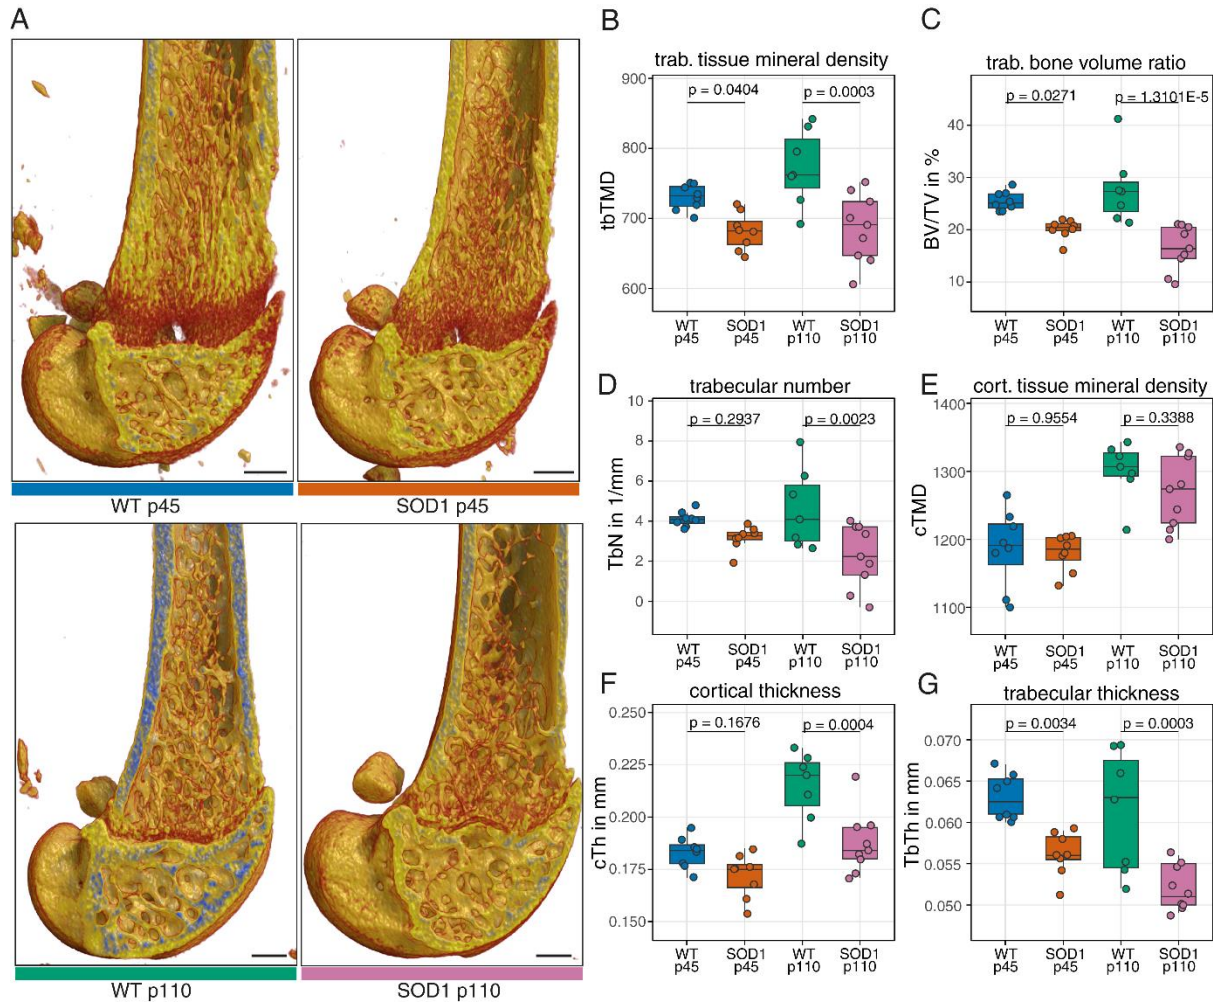 A
WT p45
SOD1 p45
WT p110
SOD1 p110
B
trab. tissue mineral density
tbTMD
900
800
700
600
p = 0.0404
p = 0.0003
WT p45
SOD1 p45
WT p110
SOD1 p110
C
trab. bone volume ratio
BV/TV in %
40
30
20
10
p = 0.0271
p = 1.3101E-5
WT p45
SOD1 p45
WT p110
SOD1 p110
D
trabecular number
TbN in 1/mm
10
8
6
4
2
0
p = 0.2937
p = 0.0023
WT p45
SOD1 p45
WT p110
SOD1 p110
E
cort. tissue mineral density
cTMD
1400
1300
1200
1100
p = 0.9554
p = 0.3388
WT p45
SOD1 p45
WT p110
SOD1 p110
F
cortical thickness
cTh in mm
0.250
0.225
0.200
0.175
0.150
p = 0.1676
p = 0.0004
WT p45
SOD1 p45
WT p110
SOD1 p110
G
trabecular thickness
TbTh in mm
0.070
0.065
0.060
0.055
0.050
p = 0.0034
p = 0.0003
WT p45
SOD1 p45
WT p110
SOD1 p110